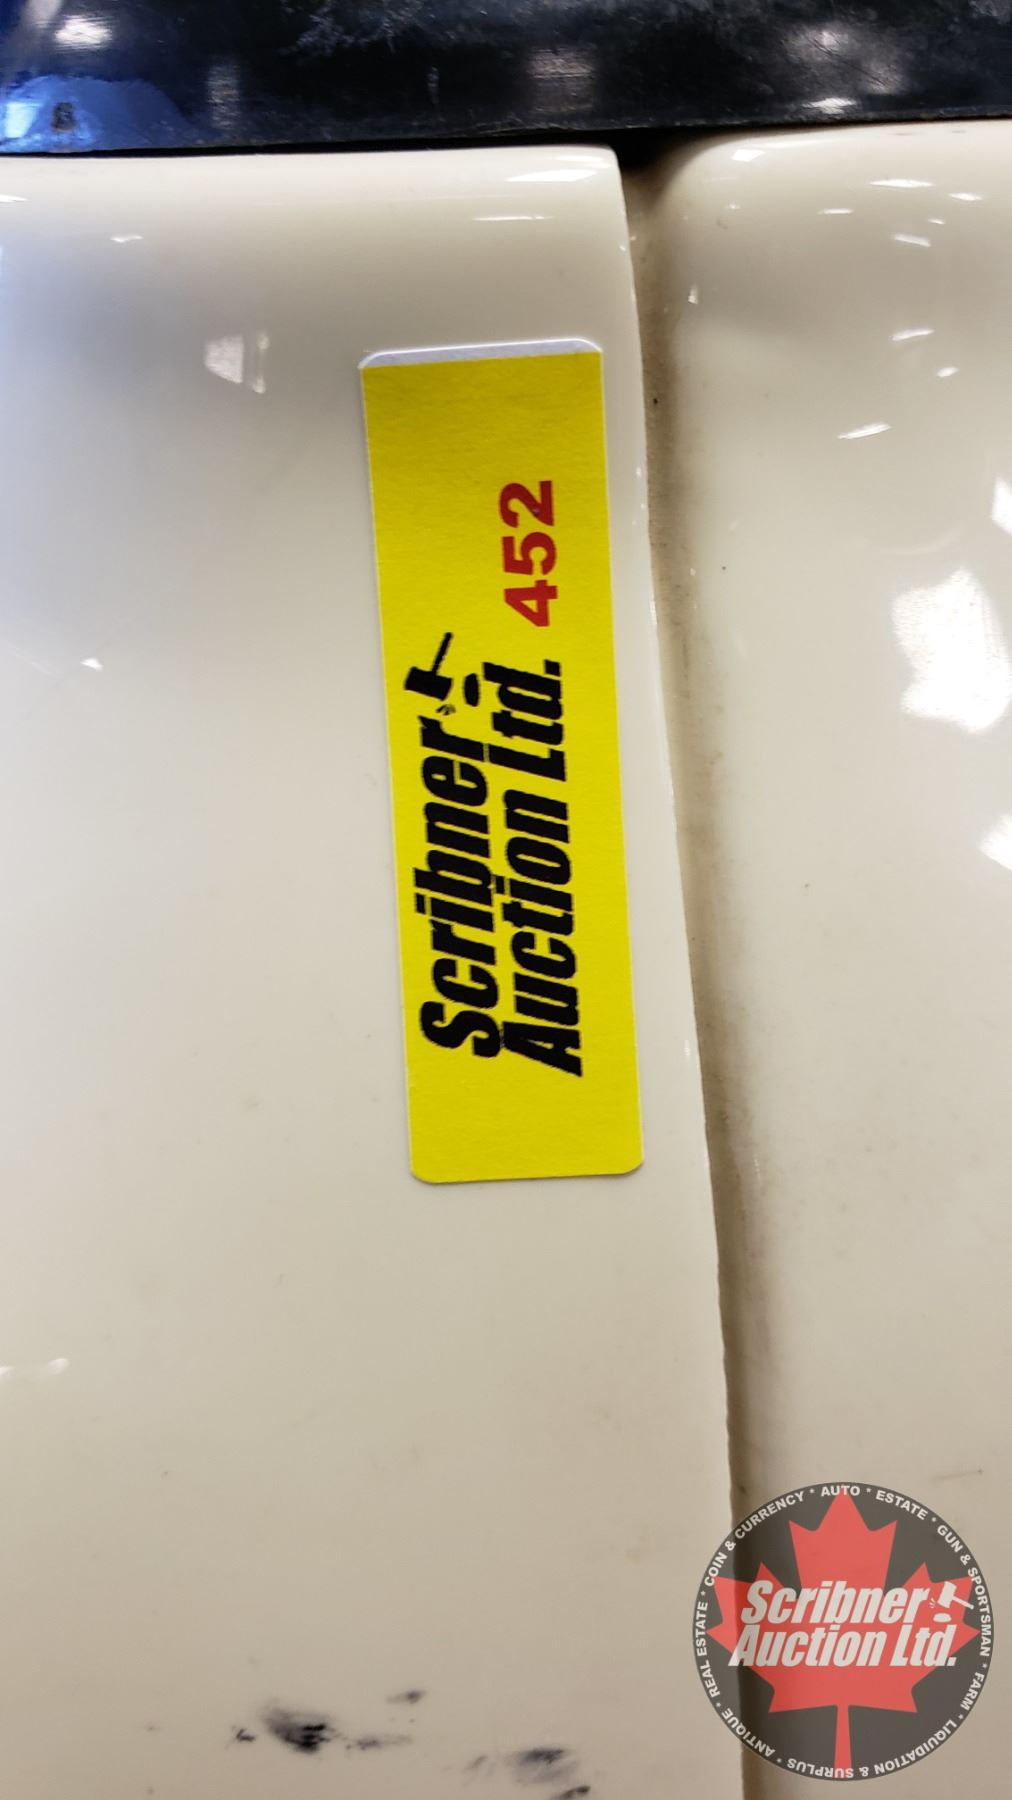 Scribner
Auction Ltd. 452
COIN & CURRENCY * AUTO * ESTATE * GUN & SPORTSMAN * FARM * LIQUIDATION & SURPLUS * ANTIQUE * REAL ESTATE *
Scribner
Auction Ltd.